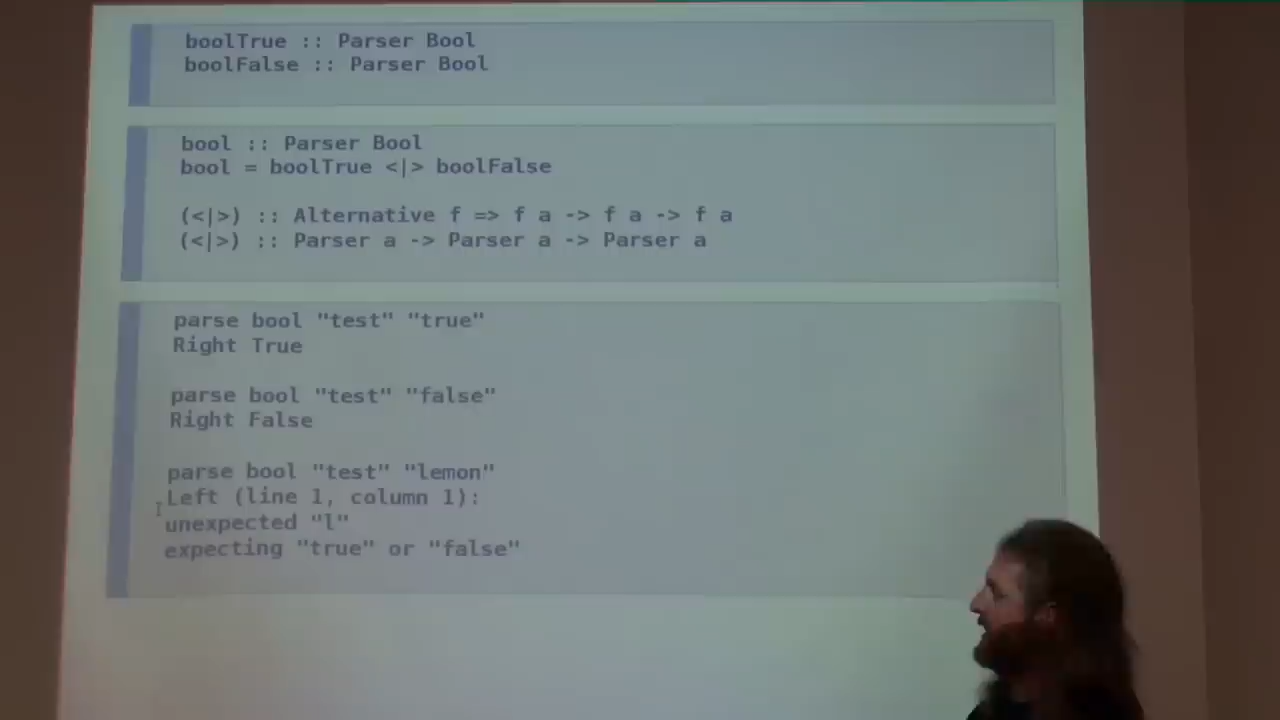 boolTrue :: Parser Bool
boolFalse :: Parser Bool
bool :: Parser Bool
bool = boolTrue <|> boolFalse
(<|>) :: Alternative f => f a -> f a -> f a
(<|>) :: Parser a -> Parser a -> Parser a
parse bool "test" "true"
Right True
parse bool "test" "false"
Right False
parse bool "test" "lemon"
Left (line 1, column 1):
unexpected "l"
expecting "true" or "false"